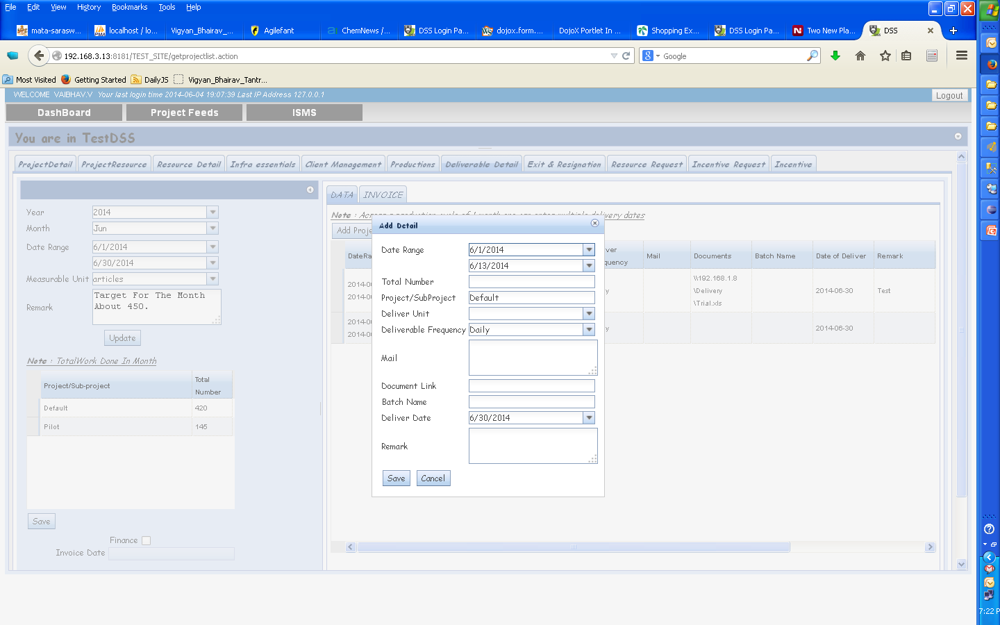 File Edit View History Bookmarks Tools Help
mata-sarasw... localhost / lo... Vigyan_Bhairav_... Agilefant ChemNews /... DSS Login Pa... dojox.form.... DojoX Portlet In ... Shopping Ex... DSS Login Pa... Two New Pla... DSS
192.168.3.13:8181/TEST_SITE/getprojectlist.action
Google
Most Visited Getting Started DailyJS Vigyan_Bhairav_Tantr...
WELCOME VAIBHAV.V Your last login time 2014-06-04 19:07:39 Last IP Address 127.0.0.1
Logout
DashBoard Project Feeds ISMS
You are in TestDSS
ProjectDetail ProjectResource Resource Detail Infra essentials Client Management Productions Deliverable Detail Exit & Resignation Resource Request Incentive Request Incentive
Year 2014
Month Jun
Date Range 6/1/2014
6/30/2014
Measurable Unit articles
Remark
Target For The Month
About 450.
Update
Note : TotalWork Done In Month
Project/Sub-project Total
Number
Default 420
Pilot 145
Save
Finance
Invoice Date
DATA INVOICE
Note : Across a production cycle of 1 month one can enter multiple delivery dates
Add Proje
DateRa
ver
quency
Mail Documents Batch Name Date of Deliver Remark
2014-06
2014-06
y
\\192.168.1.8
\Delivery
\Trial.xls
2014-06-30 Test
2014-06
2014-06
y
2014-06-30
Add Detail
Date Range 6/1/2014
6/13/2014
Total Number
Project/SubProject Default
Deliver Unit
Deliverable Frequency Daily
Mail
Document Link
Batch Name
Deliver Date 6/30/2014
Remark
Save Cancel
7:22 P